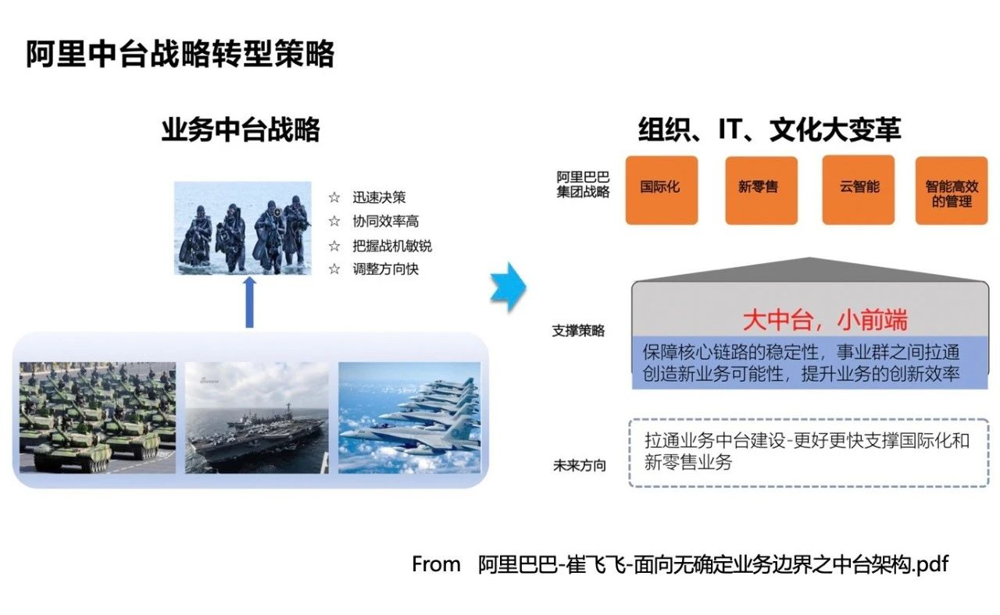 阿里中台战略转型策略
业务中台战略
☆ 迅速决策
☆ 协同效率高
☆ 把握战机敏锐
☆ 调整方向快
组织、IT、文化大变革
阿里巴巴
集团战略
国际化
新零售
云智能
智能高效
的管理
支撑策略
大中台，小前端
保障核心链路的稳定性，事业群之间拉通
创造新业务可能性，提升业务的创新效率
未来方向
拉通业务中台建设-更好更快支撑国际化和
新零售业务
From 阿里巴巴-崔飞飞-面向无确定业务边界之中台架构.pdf